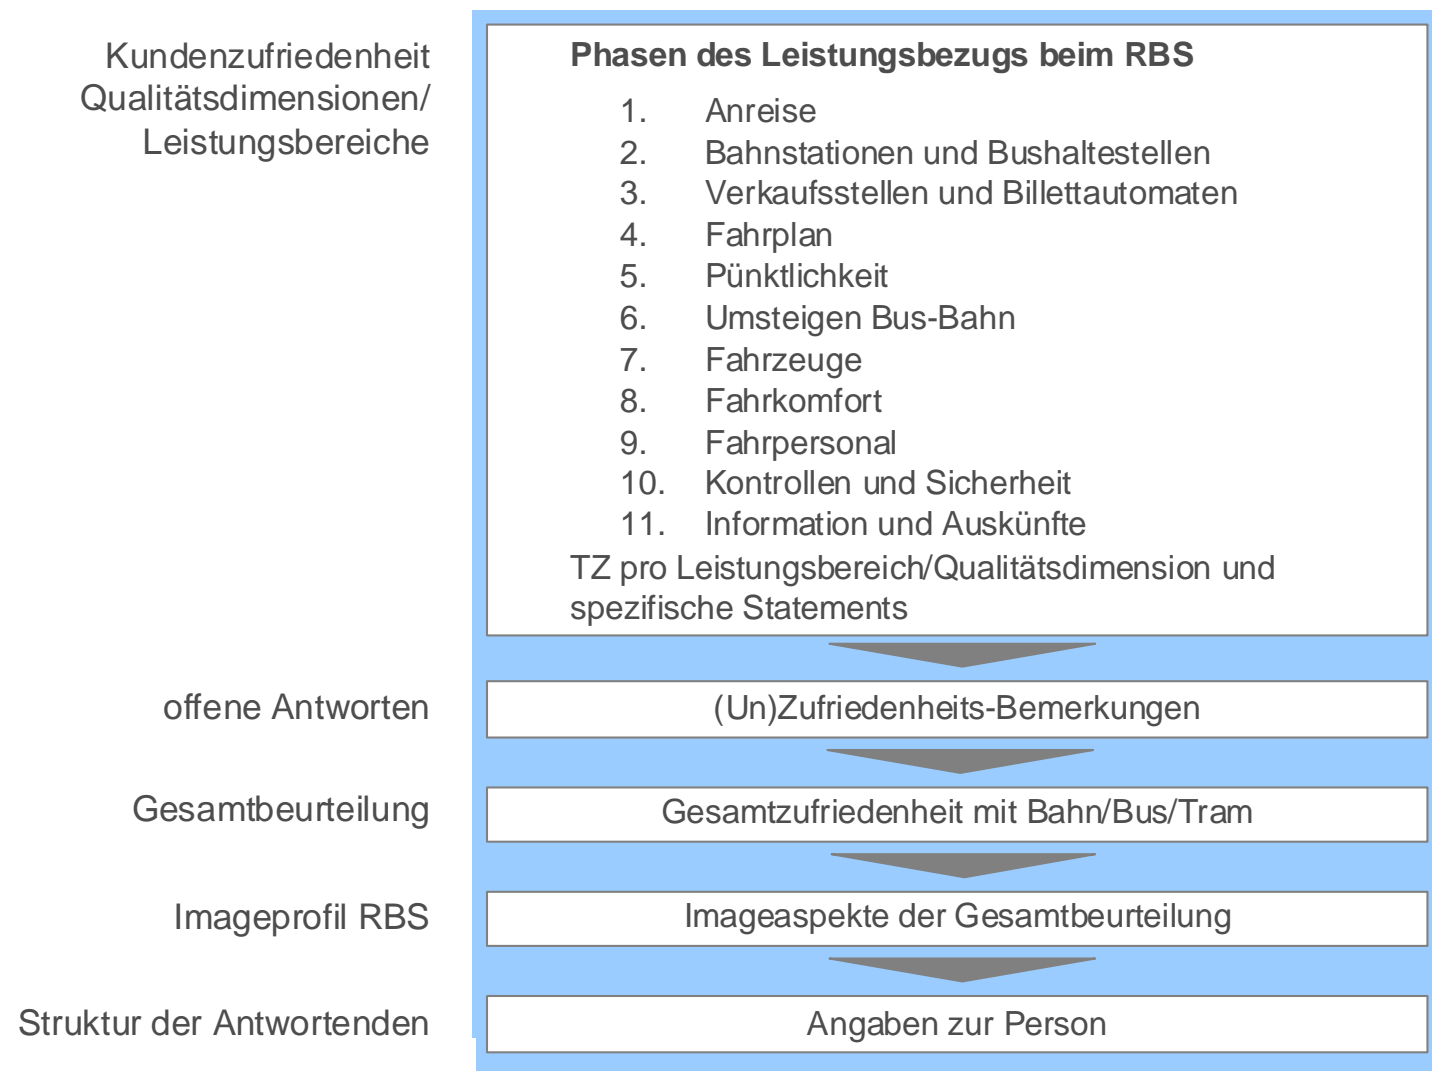 Kundenzufriedenheit
Qualitätsdimensionen/
Leistungsbereiche
Phasen des Leistungsbezugs beim RBS
1. Anreise
2. Bahnstationen und Bushaltestellen
3. Verkaufsstellen und Billettautomaten
4. Fahrplan
5. Pünktlichkeit
6. Umsteigen Bus-Bahn
7. Fahrzeuge
8. Fahrkomfort
9. Fahrpersonal
10. Kontrollen und Sicherheit
11. Information und Auskünfte
TZ pro Leistungsbereich/Qualitätsdimension und
spezifische Statements
offene Antworten
(Un)Zufriedenheits-Bemerkungen
Gesamtbeurteilung
Gesamtzufriedenheit mit Bahn/Bus/Tram
Imageprofil RBS
Imageaspekte der Gesamtbeurteilung
Struktur der Antwortenden
Angaben zur Person